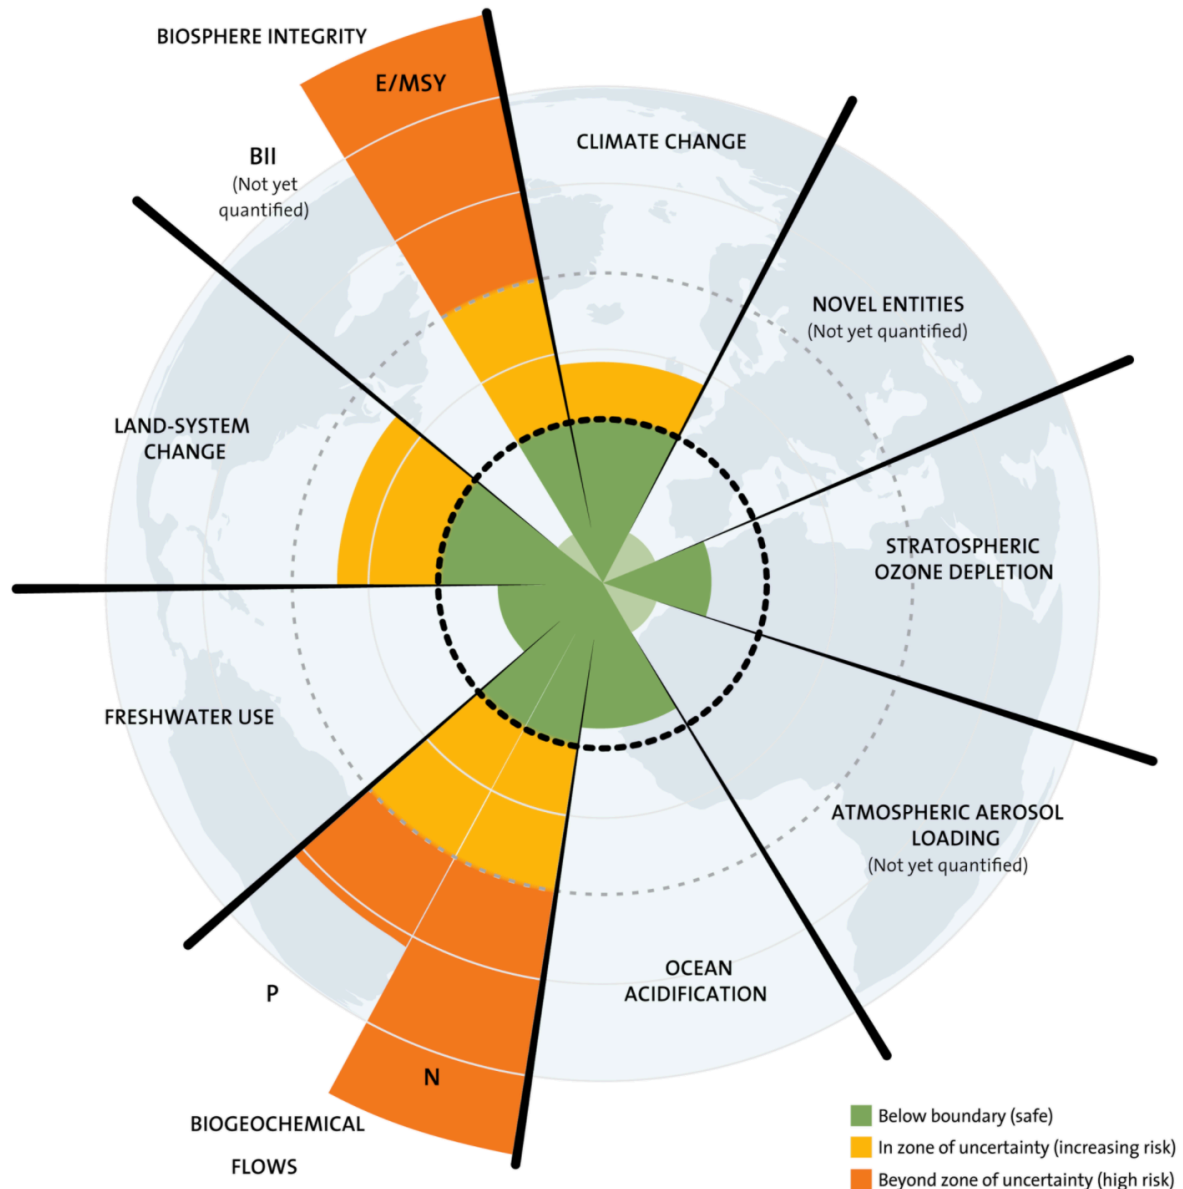 BIOSPHERE INTEGRITY
E/MSY
BII
(Not yet
quantified)
CLIMATE CHANGE
NOVEL ENTITIES
(Not yet quantified)
LAND-SYSTEM
CHANGE
STRATOSPHERIC
OZONE DEPLETION
FRESHWATER USE
ATMOSPHERIC AEROSOL
LOADING
(Not yet quantified)
OCEAN
ACIDIFICATION
P
N
BIOGEOCHEMICAL
FLOWS
Below boundary (safe)
In zone of uncertainty (increasing risk)
Beyond zone of uncertainty (high risk)